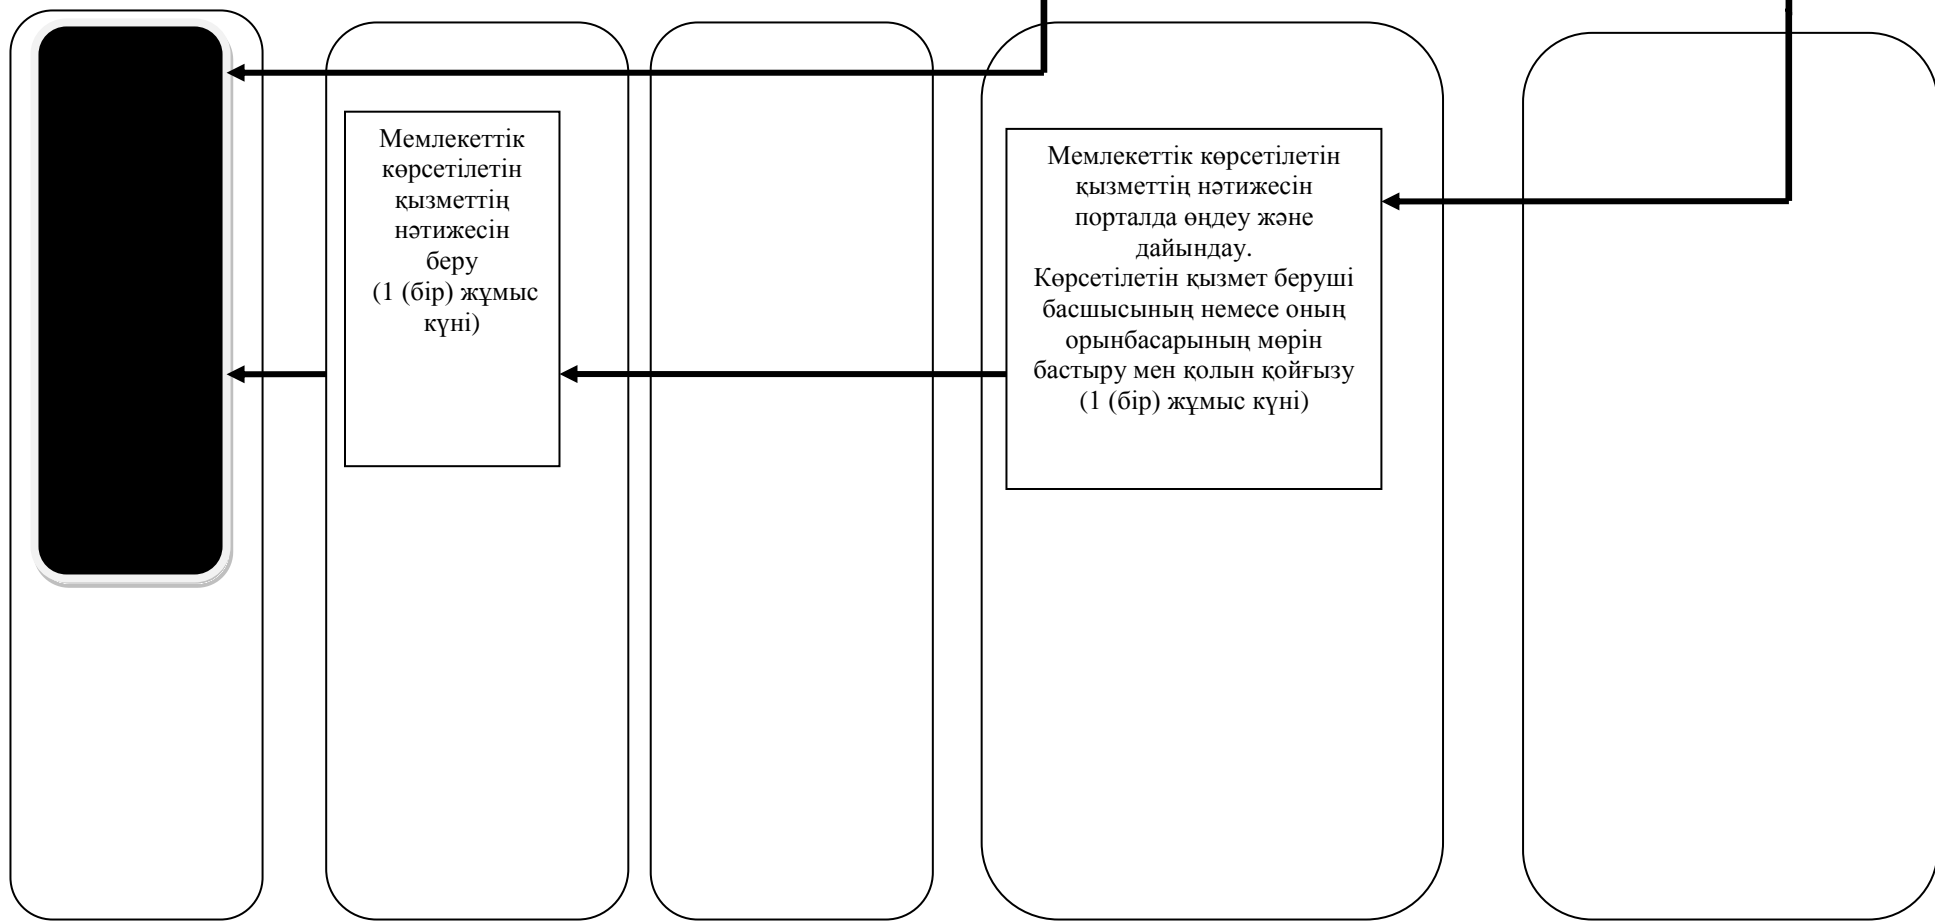 Мемлекеттік
көрсетілетін
қызметтің
нәтижесін
беру
(1 (бір) жұмыс
күні)
Мемлекеттік көрсетілетін
қызметтің нәтижесін
порталда өңдеу және
дайындау.
Көрсетілетін қызмет беруші
басшысының немесе оның
орынбасарының мөрін
бастыру мен қолын қойғызу
(1 (бір) жұмыс күні)